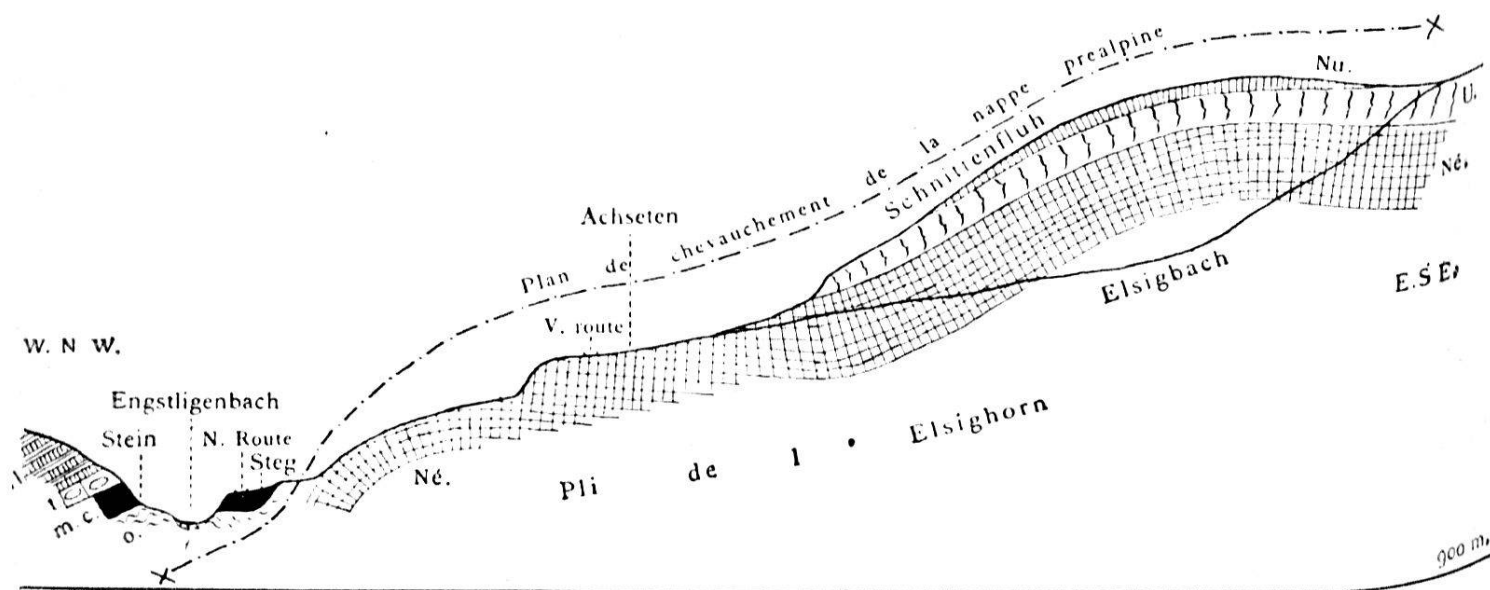 Plan de chevauchement de la nappe prealpine
Nu.
U.
Schnittenfluh
Né.
Achseten
V. route
Elsigbach
E.S E.
W. N W.
Engstligenbach
Stein
N. Route
Steg
l.
t
m. c.
o.
Né.
Pli de l • Elsighorn
900 m.